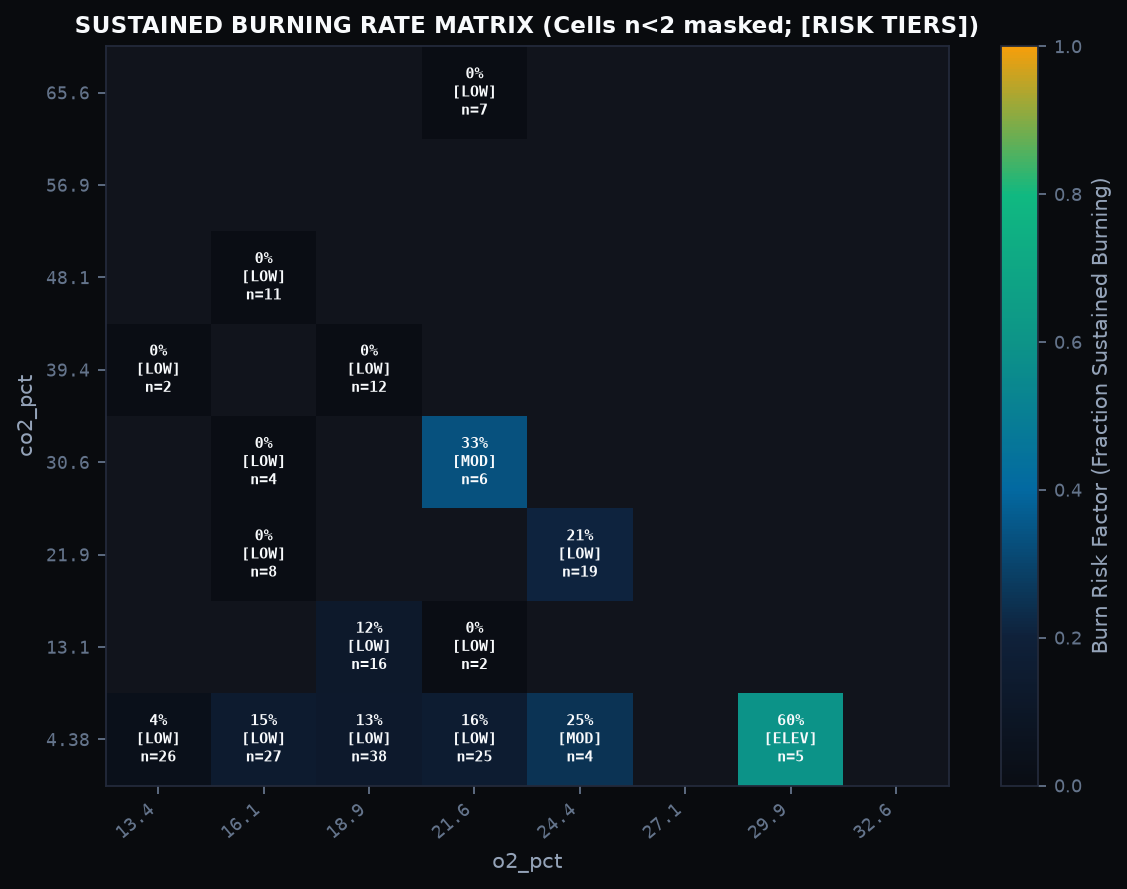 SUSTAINED BURNING RATE MATRIX (Cells n<2 masked; [RISK TIERS])
co2_pct
65.6
56.9
48.1
39.4
30.6
21.9
13.1
4.38
0%
[LOW]
n=7
0%
[LOW]
n=11
0%
[LOW]
n=2
0%
[LOW]
n=12
0%
[LOW]
n=4
33%
[MOD]
n=6
0%
[LOW]
n=8
21%
[LOW]
n=19
12%
[LOW]
n=16
0%
[LOW]
n=2
4%
[LOW]
n=26
15%
[LOW]
n=27
13%
[LOW]
n=38
16%
[LOW]
n=25
25%
[MOD]
n=4
60%
[ELEV]
n=5
13.4
16.1
18.9
21.6
24.4
27.1
29.9
32.6
o2_pct
1.0
0.8
0.6
0.4
0.2
0.0
Burn Risk Factor (Fraction Sustained Burning)